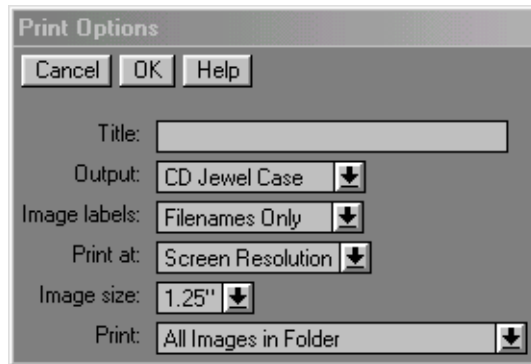 Print Options
Cancel OK Help
Title:
Output: CD Jewel Case
Image labels: Filenames Only
Print at: Screen Resolution
Image size: 1.25"
Print: All Images in Folder